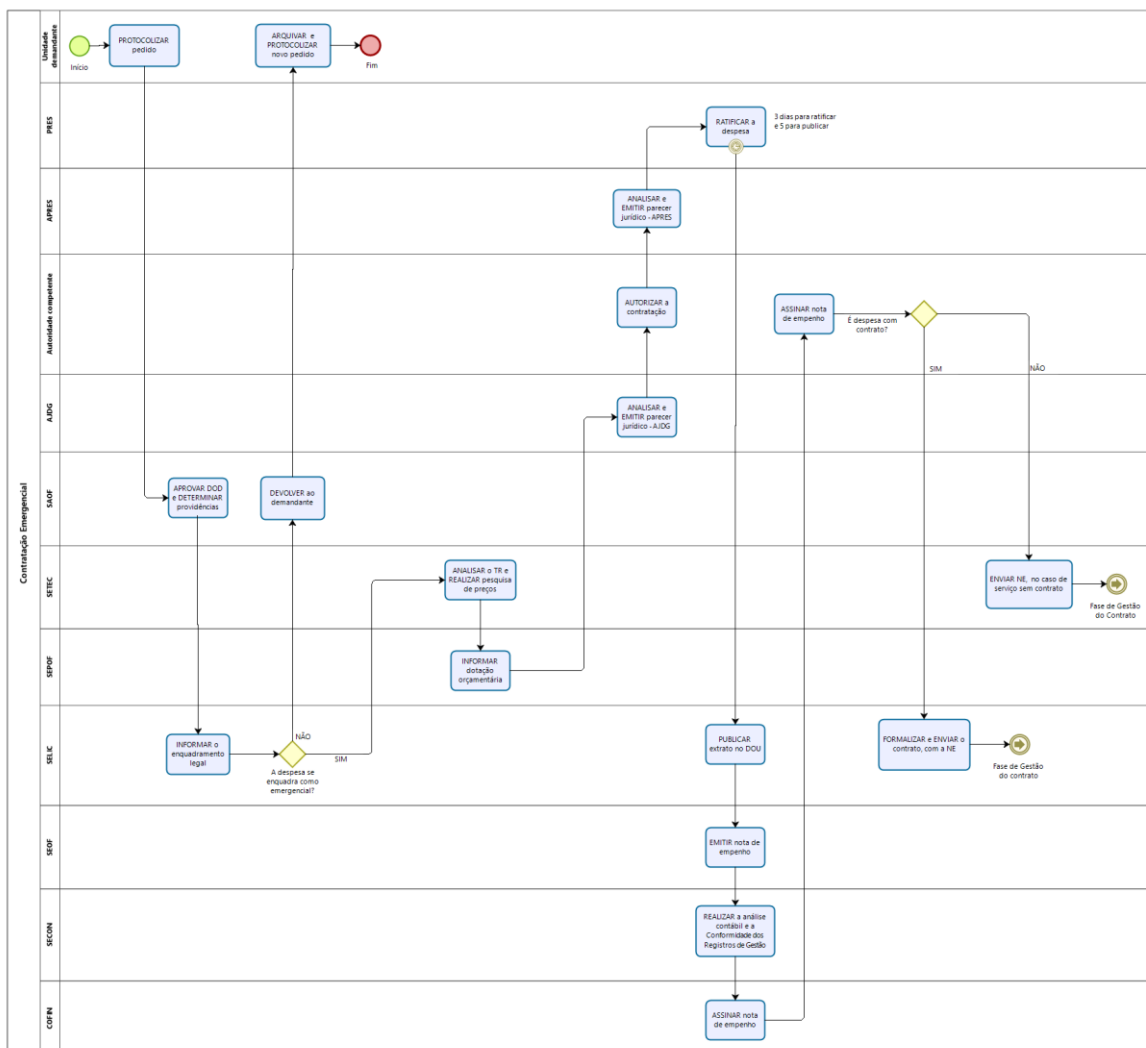 Contratação Emergencial
Unidade
demandante
Início
PROTOCOLIZAR
pedido
ARQUIVAR e
PROTOCOLIZAR
novo pedido
Fim
PRES
RATIFICAR a
despesa
3 dias para ratificar
e 5 para publicar
APRES
ANALISAR e
EMITIR parecer
jurídico - APRES
Autoridade competente
AUTORIZAR a
contratação
ASSINAR nota
de empenho
É despesa com
contrato?
SIM
NÃO
AJDG
ANALISAR e
EMITIR parecer
jurídico - AJDG
SAOF
APROVAR DOD
e DETERMINAR
providências
DEVOLVER ao
demandante
SETEC
ANALISAR o TR e
REALIZAR pesquisa
de preços
ENVIAR NE, no caso de
serviço sem contrato
Fase de Gestão
do Contrato
SEPOF
INFORMAR
dotação
orçamentária
SELIC
INFORMAR o
enquadramento
legal
NÃO
SIM
A despesa se
enquadra como
emergencial?
PUBLICAR
extrato no DOU
FORMALIZAR e ENVIAR o
contrato, com a NE
Fase de Gestão
do contrato
SEOF
EMITIR nota de
empenho
SECON
REALIZAR a análise
contábil e a
Conformidade dos
Registros de Gestão
COFIN
ASSINAR nota
de empenho